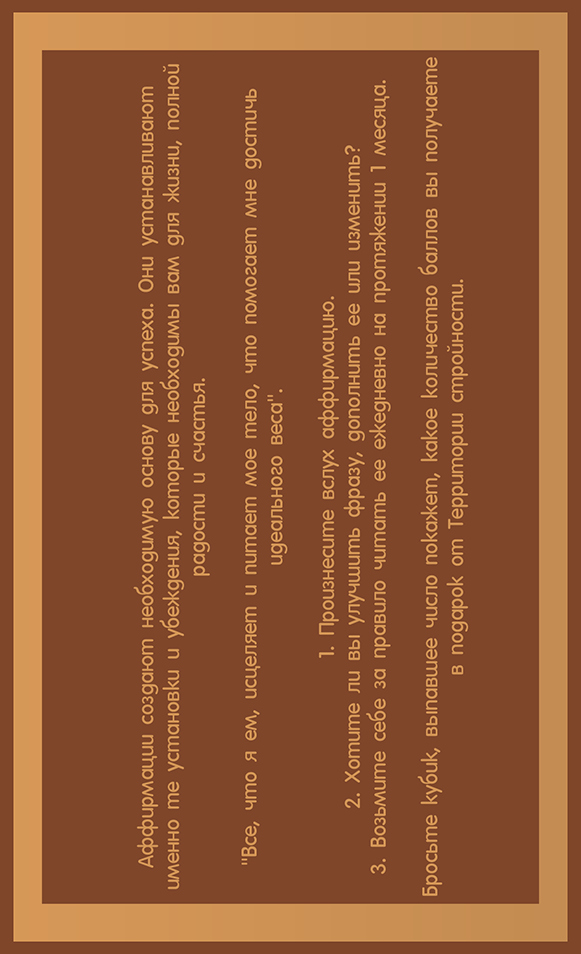 Аффирмации создают необходимую основу для успеха. Они устанавливают
именно те установки и убеждения, которые необходимы вам для жизни, полной
радости и счастья.
"Все, что я ем, исцеляет и питает мое тело, что помогает мне достичь
идеального веса".
1. Произнесите вслух аффирмацию.
2. Хотите ли вы улучшить фразу, дополнить ее или изменить?
3. Возьмите себе за правило читать ее ежедневно на протяжении 1 месяца.
Бросьте кубик, выпавшее число покажет, какое количество баллов вы получаете
в подарок от Территории стройности.